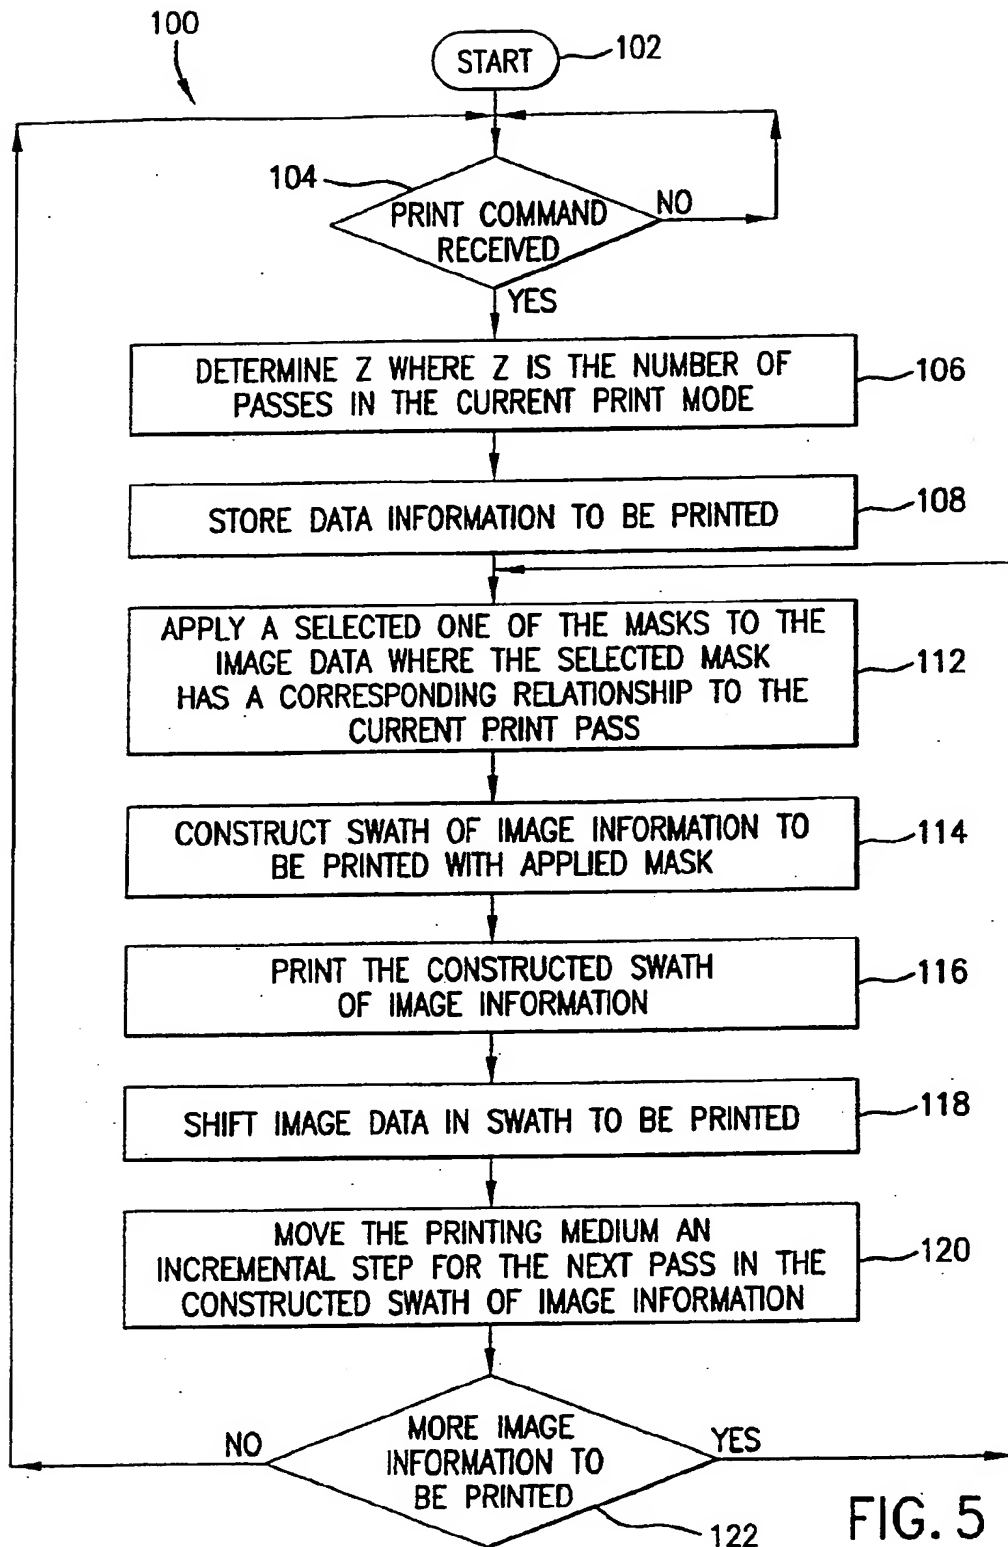 100
START
102
104
PRINT COMMAND
RECEIVED
NO
YES
DETERMINE Z WHERE Z IS THE NUMBER OF
PASSES IN THE CURRENT PRINT MODE
106
STORE DATA INFORMATION TO BE PRINTED
108
APPLY A SELECTED ONE OF THE MASKS TO THE
IMAGE DATA WHERE THE SELECTED MASK
HAS A CORRESPONDING RELATIONSHIP TO THE
CURRENT PRINT PASS
112
CONSTRUCT SWATH OF IMAGE INFORMATION TO
BE PRINTED WITH APPLIED MASK
114
PRINT THE CONSTRUCTED SWATH
OF IMAGE INFORMATION
116
SHIFT IMAGE DATA IN SWATH TO BE PRINTED
118
MOVE THE PRINTING MEDIUM AN
INCREMENTAL STEP FOR THE NEXT PASS IN THE
CONSTRUCTED SWATH OF IMAGE INFORMATION
120
NO
MORE IMAGE
INFORMATION TO
BE PRINTED
YES
122
FIG. 5